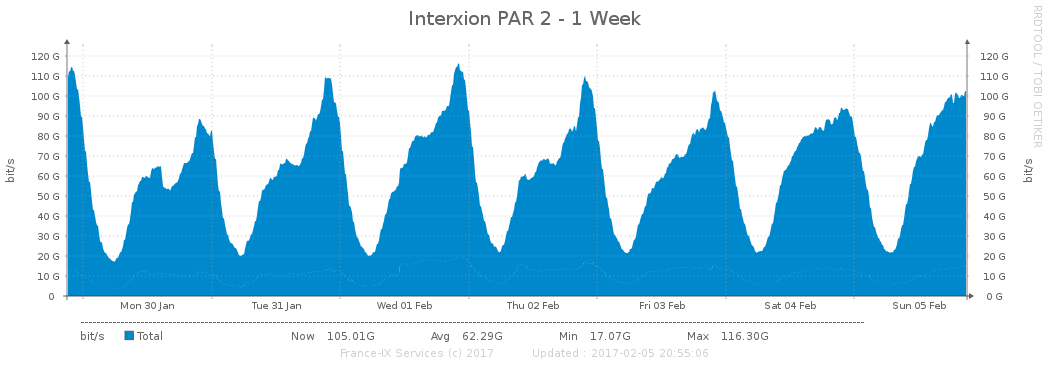 Interxion PAR 2 - 1 Week
RRDTOOL / TOBI OETIKER
bit/s
bit/s
120 G 120 G
110 G 110 G
100 G 100 G
90 G 90 G
80 G 80 G
70 G 70 G
60 G 60 G
50 G 50 G
40 G 40 G
30 G 30 G
20 G 20 G
10 G 10 G
0 0 G
Mon 30 Jan Tue 31 Jan Wed 01 Feb Thu 02 Feb Fri 03 Feb Sat 04 Feb Sun 05 Feb
bit/s Total Now 105.01G Avg 62.29G Min 17.07G Max 116.30G
France-IX Services (c) 2017 Updated : 2017-02-05 20:55:06